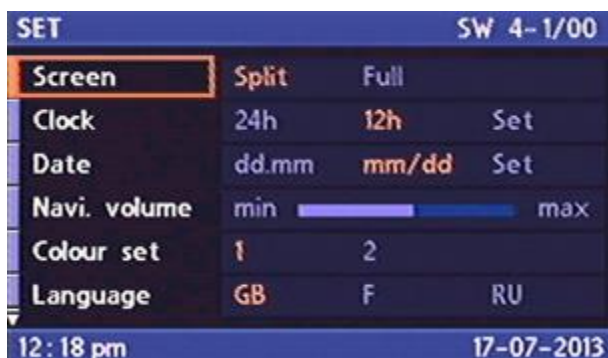 SET SW 4-1/00
Screen Split Full
Clock 24h 12h Set
Date dd.mm mm/dd Set
Navi. volume min max
Colour set 1 2
Language GB F RU
12:18 pm 17-07-2013